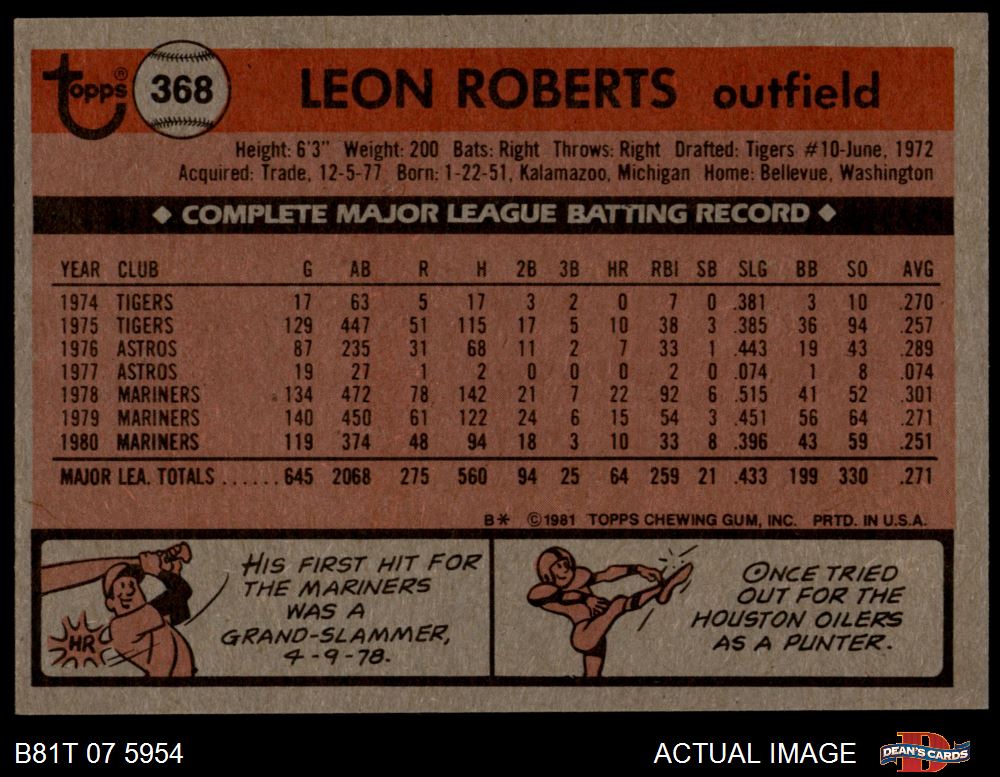 topps® 368 LEON ROBERTS outfield
Height: 6'3" Weight: 200 Bats: Right Throws: Right Drafted: Tigers #10-June, 1972
Acquired: Trade, 12-5-77 Born: 1-22-51, Kalamazoo, Michigan Home: Bellevue, Washington
◆ COMPLETE MAJOR LEAGUE BATTING RECORD ◆
YEAR CLUB G AB R H 2B 3B HR RBI SB SLG BB SO AVG
1974 TIGERS 17 63 5 17 3 2 0 7 0 .381 3 10 .270
1975 TIGERS 129 447 51 115 17 5 10 38 3 .385 36 94 .257
1976 ASTROS 87 235 31 68 11 2 7 33 1 .443 19 43 .289
1977 ASTROS 19 27 1 2 0 0 0 2 0 .074 1 8 .074
1978 MARINERS 134 472 78 142 21 7 22 92 6 .515 41 52 .301
1979 MARINERS 140 450 61 122 24 6 15 54 3 .451 56 64 .271
1980 MARINERS 119 374 48 94 18 3 10 33 8 .396 43 59 .251
MAJOR LEA. TOTALS ...... 645 2068 275 560 94 25 64 259 21 .433 199 330 .271
B* ©1981 TOPPS CHEWING GUM, INC. PRTD. IN U.S.A.
HIS FIRST HIT FOR
THE MARINERS
WAS A
GRAND-SLAMMER,
4-9-78.
HR
ONCE TRIED
OUT FOR THE
HOUSTON OILERS
AS A PUNTER.
B81T 07 5954 ACTUAL IMAGE DEAN'S CARDS